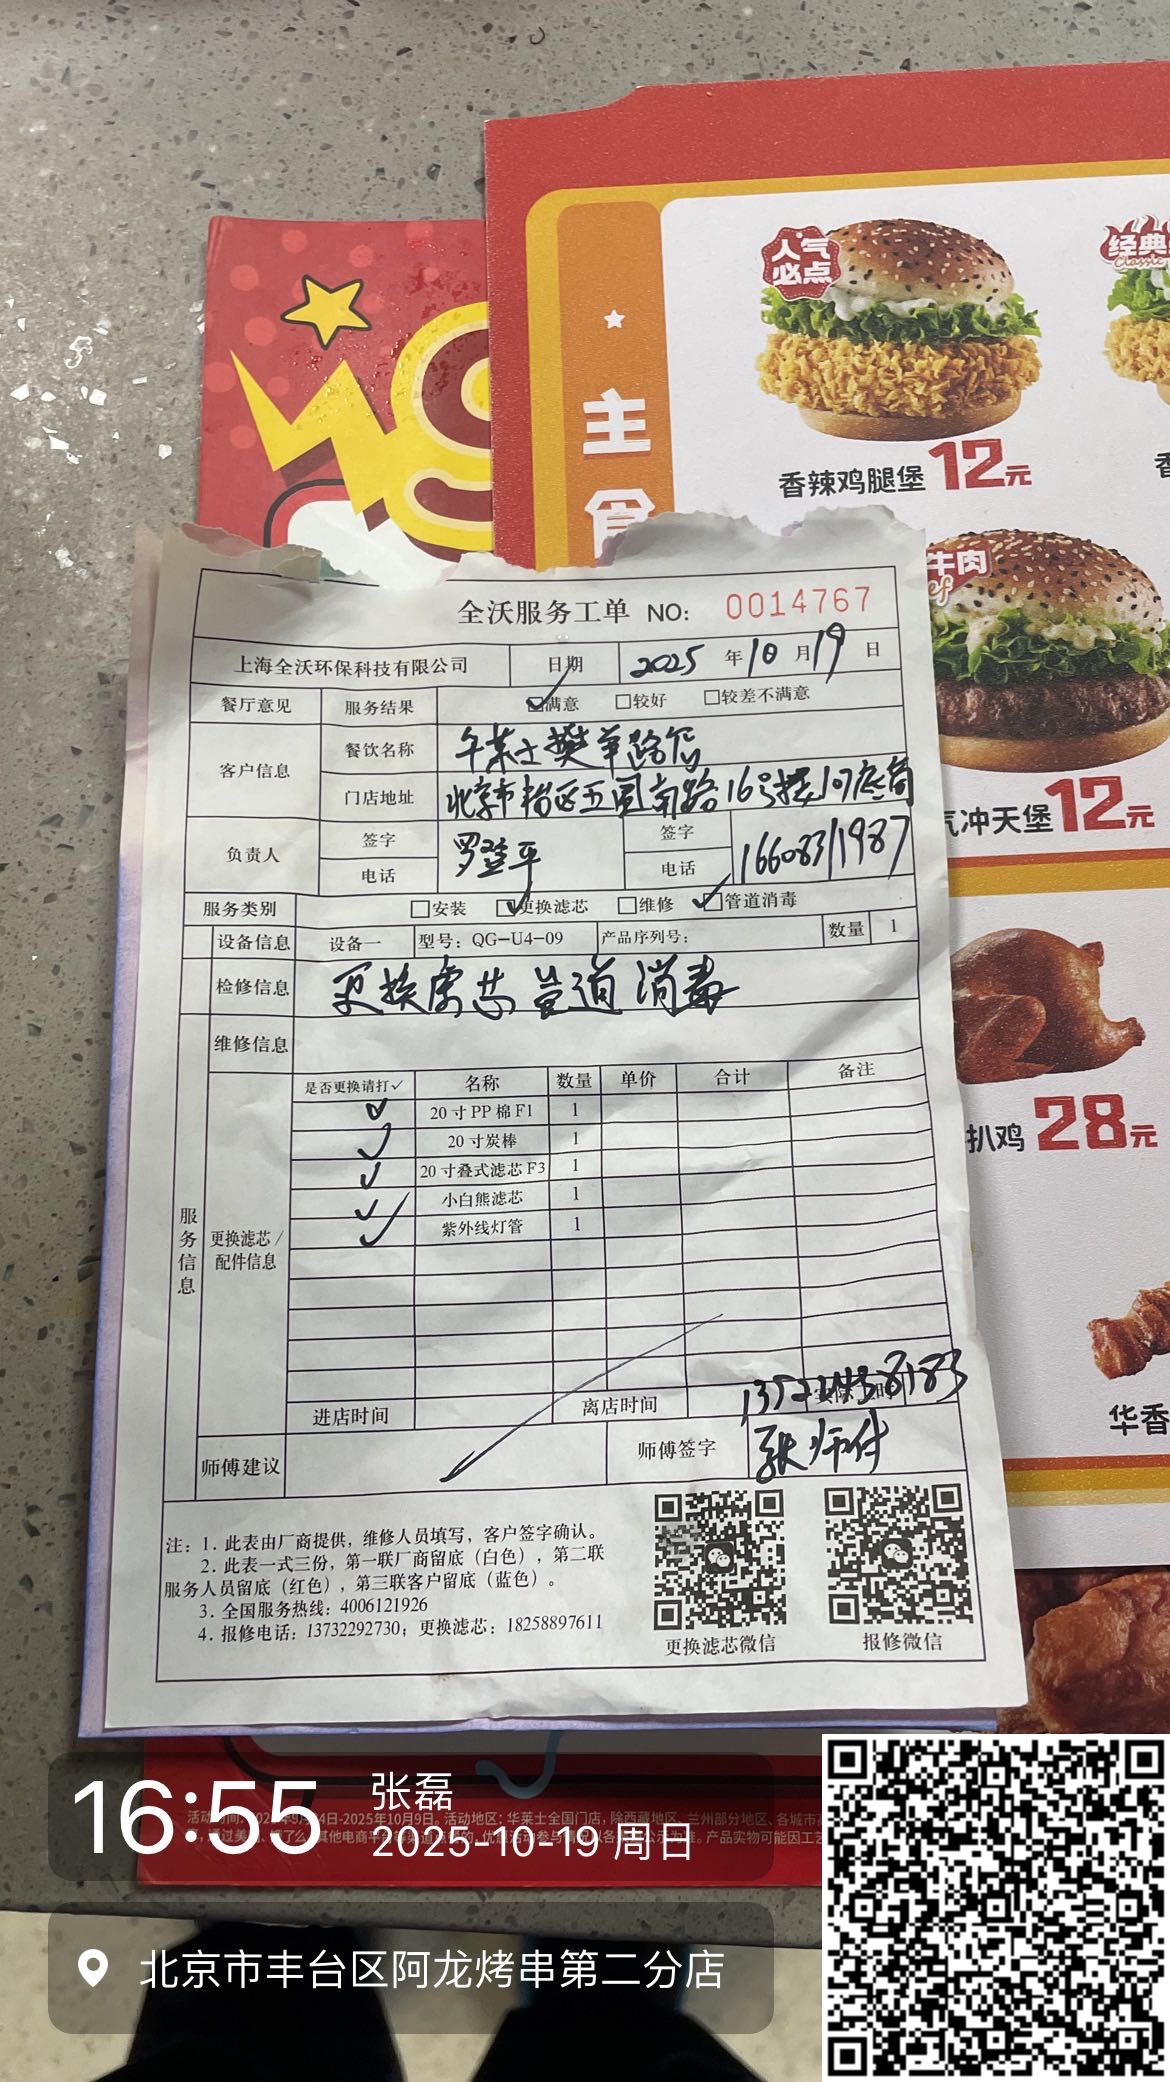 人气
必点
经典
Classic
主
食
香辣鸡腿堡 12元
牛肉
气冲天堡 12元
扒鸡 28元
华香
全沃服务工单 NO: 0014767
上海全沃环保科技有限公司 日期 2025 年 10 月 19 日
餐厅意见 服务结果 ☑满意 □较好 □较差不满意
客户信息 餐饮名称
门店地址 16号楼107底商
负责人 签字 罗登平 签字
电话 电话 16608311987
服务类别 □安装 ☑更换滤芯 □维修 ☑管道消毒
设备信息 设备一 型号：QG-U4-09 产品序列号： 数量 1
检修信息 更换滤芯 管道消毒
维修信息
服务信息
更换滤芯/
配件信息
是否更换请打✓ 名称 数量 单价 合计 备注
✓ 20寸PP棉F1 1
✓ 20寸炭棒 1
✓ 20寸叠式滤芯F3 1
✓ 小白熊滤芯 1
✓ 紫外线灯管 1
进店时间 离店时间
师傅建议 师傅签字 张师付
注：1. 此表由厂商提供，维修人员填写，客户签字确认。
2. 此表一式三份，第一联厂商留底（白色），第二联
服务人员留底（红色），第三联客户留底（蓝色）。
3. 全国服务热线：4006121926
4. 报修电话：13732292730；更换滤芯：18258897611
更换滤芯微信 报修微信
16:55 张磊
2025-10-19 周日
北京市丰台区阿龙烤串第二分店